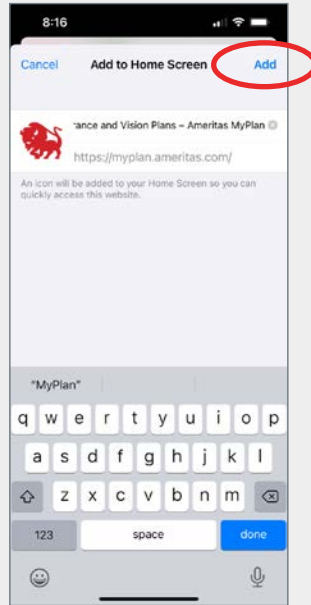 8:16
Cancel Add to Home Screen Add
rance and Vision Plans – Ameritas MyPlan
https://myplan.ameritas.com/
An icon will be added to your Home Screen so you can
quickly access this website.
"MyPlan"
q w e r t y u i o p
a s d f g h j k l
z x c v b n m
123 space done